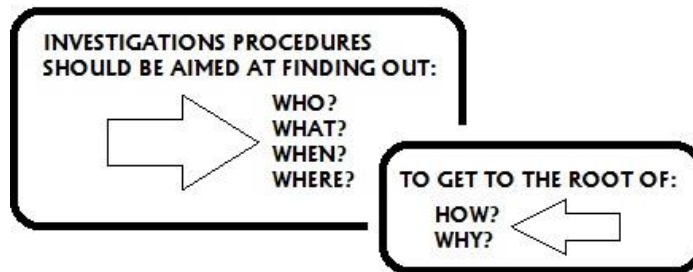 INVESTIGATIONS PROCEDURES
SHOULD BE AIMED AT FINDING OUT:
WHO?
WHAT?
WHEN?
WHERE?
TO GET TO THE ROOT OF:
HOW?
WHY?